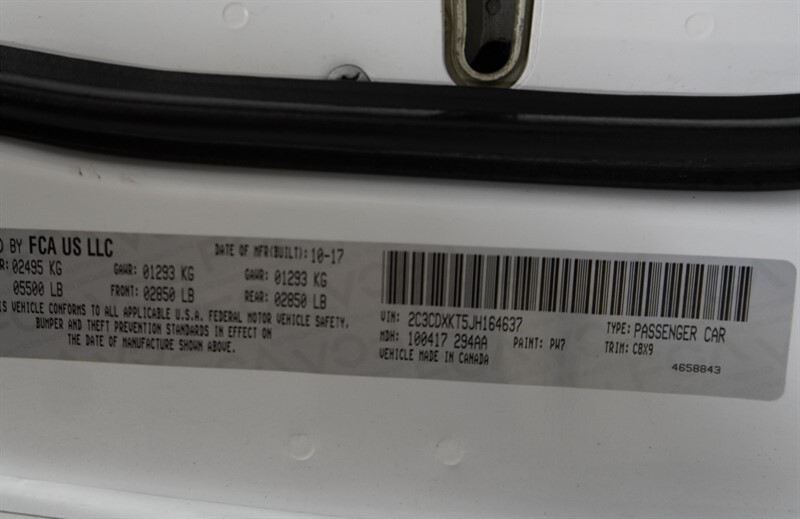 D BY FCA US LLC DATE OF MFR(BUILT): 10-17
R: 02495 KG GAWR: 01293 KG GAWR: 01293 KG
05500 LB FRONT: 02850 LB REAR: 02850 LB
IS VEHICLE CONFORMS TO ALL APPLICABLE U.S.A. FEDERAL MOTOR VEHICLE SAFETY,
BUMPER AND THEFT PREVENTION STANDARDS IN EFFECT ON
THE DATE OF MANUFACTURE SHOWN ABOVE.
VIN: 2C3CDXKT5JH164637 TYPE: PASSENGER CAR
MDH: 100417 294AA PAINT: PW7 TRIM: C8X9
VEHICLE MADE IN CANADA 4658843